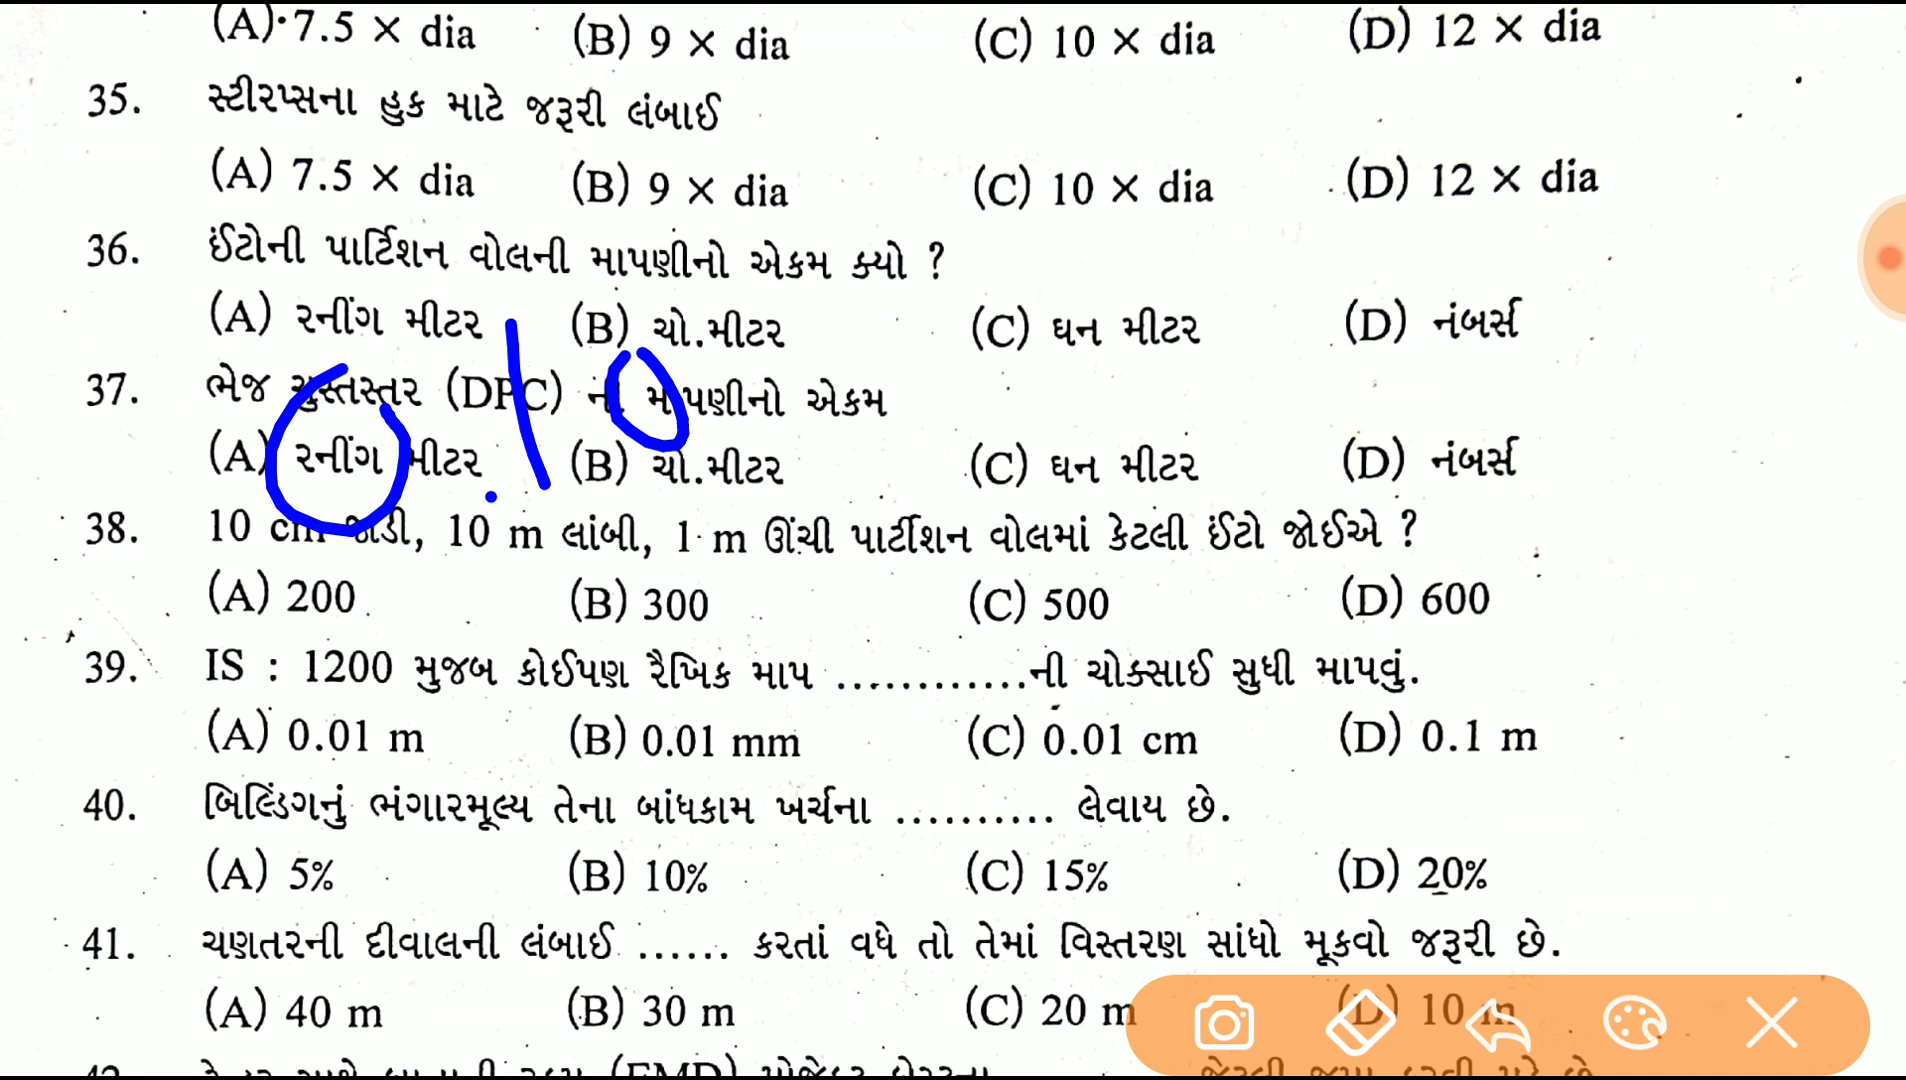 (A) 7.5 × dia (B) 9 × dia (C) 10 × dia (D) 12 × dia
35. સ્ટીરપ્સના હુક માટે જરૂરી લંબાઈ
(A) 7.5 × dia (B) 9 × dia (C) 10 × dia (D) 12 × dia
36. ઈંટોની પાર્ટિશન વોલની માપણીનો એકમ ક્યો ?
(A) રનીંગ મીટર (B) ચો.મીટર (C) ઘન મીટર (D) નંબર્સ
37. ભેજ ચુસ્તસ્તર (DPC) ની માપણીનો એકમ
(A) રનીંગ મીટર (B) ચો.મીટર (C) ઘન મીટર (D) નંબર્સ
38. 10 cm જાડી, 10 m લાંબી, 1 m ઊંચી પાર્ટીશન વોલમાં કેટલી ઈંટો જોઈએ ?
(A) 200 (B) 300 (C) 500 (D) 600
39. IS : 1200 મુજબ કોઈપણ રૈખિક માપ ............ની ચોક્સાઈ સુધી માપવું.
(A) 0.01 m (B) 0.01 mm (C) 0.01 cm (D) 0.1 m
40. બિલ્ડિંગનું ભંગારમૂલ્ય તેના બાંધકામ ખર્ચના .......... લેવાય છે.
(A) 5% (B) 10% (C) 15% (D) 20%
41. ચણતરની દીવાલની લંબાઈ ...... કરતાં વધે તો તેમાં વિસ્તરણ સાંધો મૂકવો જરૂરી છે.
(A) 40 m (B) 30 m (C) 20 m (D) 10 m